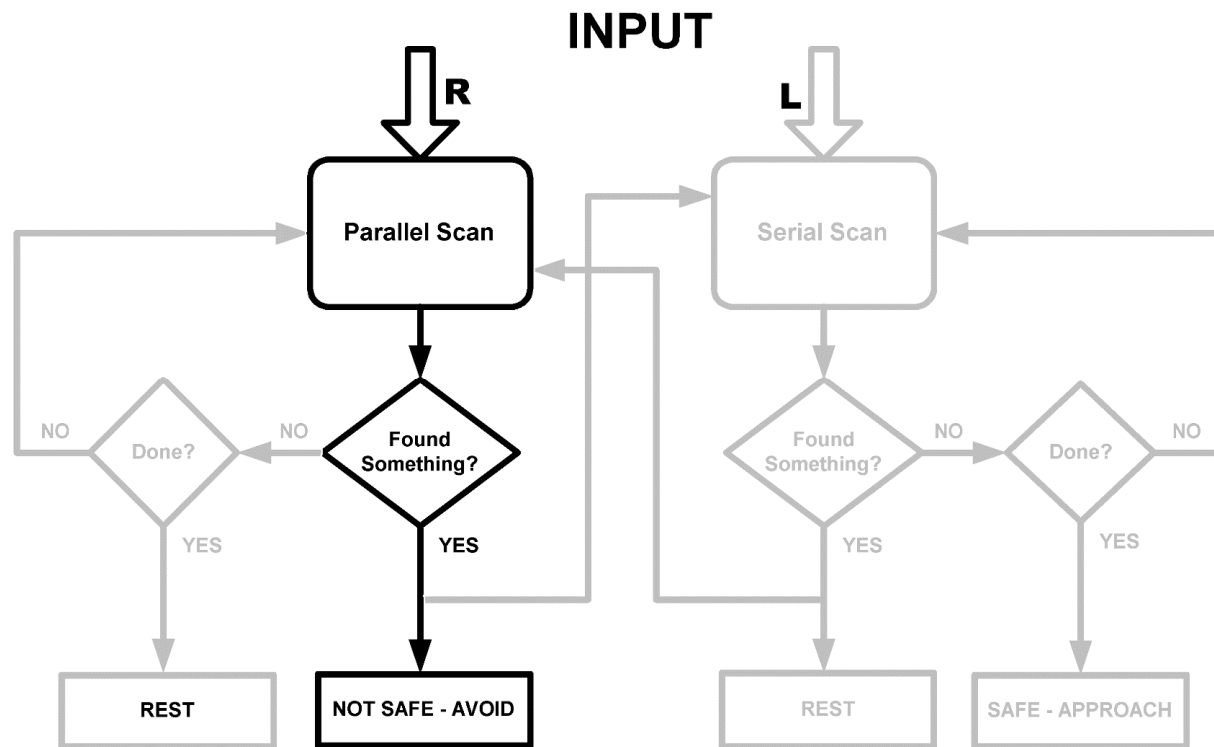 INPUT
R
L
Parallel Scan
Serial Scan
NO
Done?
NO
Found
Something?
Found
Something?
NO
Done?
NO
YES
YES
YES
YES
REST
NOT SAFE - AVOID
REST
SAFE - APPROACH